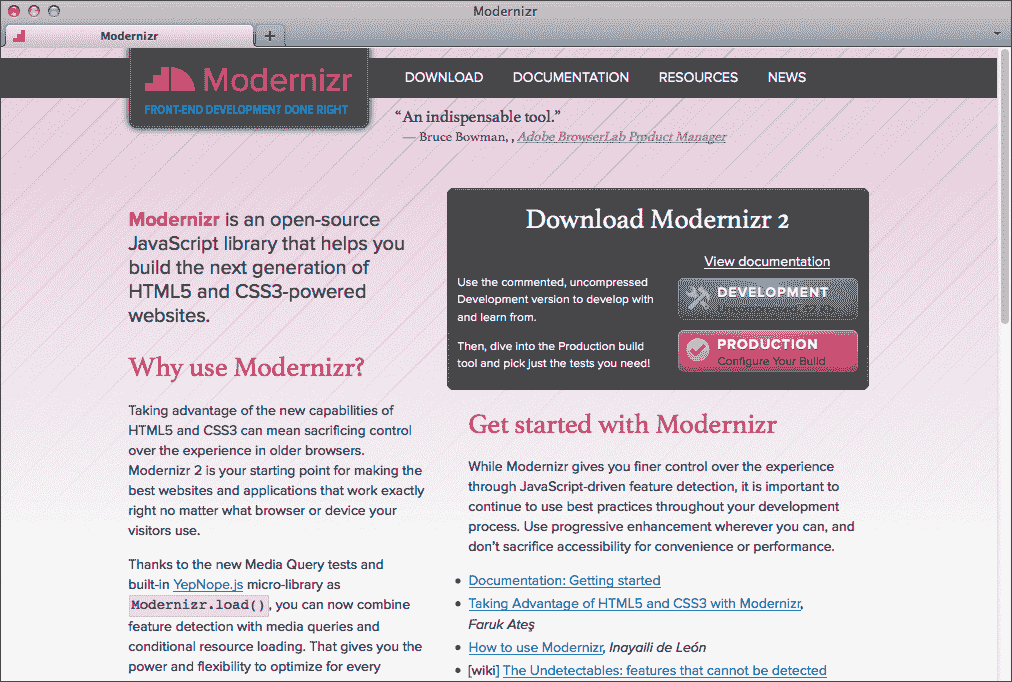 Modernizr
Modernizr
Modernizr
FRONT-END DEVELOPMENT DONE RIGHT
DOWNLOAD DOCUMENTATION RESOURCES NEWS
“An indispensable tool.”
— Bruce Bowman, , Adobe BrowserLab Product Manager
Modernizr is an open-source
JavaScript library that helps you
build the next generation of
HTML5 and CSS3-powered
websites.
Why use Modernizr?
Taking advantage of the new capabilities of
HTML5 and CSS3 can mean sacrificing control
over the experience in older browsers.
Modernizr 2 is your starting point for making the
best websites and applications that work exactly
right no matter what browser or device your
visitors use.
Thanks to the new Media Query tests and
built-in YepNope.js micro-library as
Modernizr.load(), you can now combine
feature detection with media queries and
conditional resource loading. That gives you the
power and flexibility to optimize for every
Download Modernizr 2
View documentation
Use the commented, uncompressed
Development version to develop with
and learn from.
DEVELOPMENT
Then, dive into the Production build
tool and pick just the tests you need!
PRODUCTION
Configure Your Build
Get started with Modernizr
While Modernizr gives you finer control over the experience
through JavaScript-driven feature detection, it is important to
continue to use best practices throughout your development
process. Use progressive enhancement wherever you can, and
don’t sacrifice accessibility for convenience or performance.
• Documentation: Getting started
• Taking Advantage of HTML5 and CSS3 with Modernizr,
Faruk Ateş
• How to use Modernizr, Inayaili de León
• [wiki] The Undetectables: features that cannot be detected